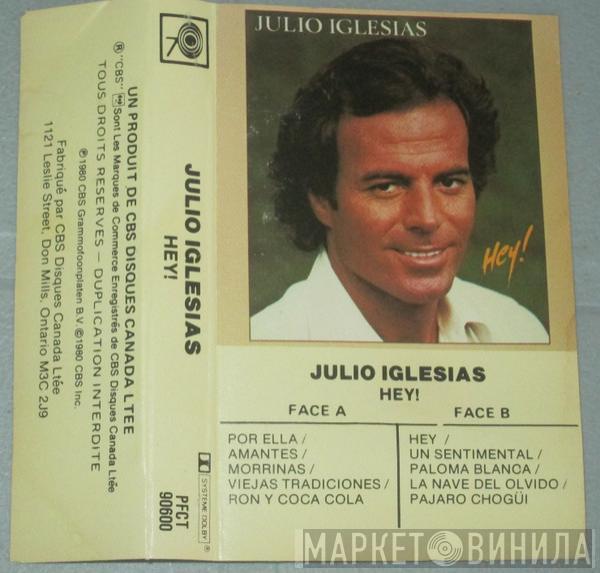 JULIO IGLESIAS
Hey!
JULIO IGLESIAS
HEY!
FACE A
POR ELLA /
AMANTES /
MORRINAS /
VIEJAS TRADICIONES /
RON Y COCA COLA
FACE B
HEY /
UN SENTIMENTAL /
PALOMA BLANCA /
LA NAVE DEL OLVIDO /
PAJARO CHOGÜI
JULIO IGLESIAS
HEY!
SYSTEME DOLBY ®
PFCT
90600
UN PRODUIT DE CBS DISQUES CANADA LTEE
® "CBS" Sont Les Marques de Commerce Enregistrés de CBS Disques Canada Ltée
TOUS DROITS RESERVES — DUPLICATION INTERDITE
℗1980 CBS Grammofoonplaten B.V. ©1980 CBS Inc.
Fabriqué par CBS Disques Canada Ltée
1121 Leslie Street, Don Mills, Ontario M3C 2J9
МАРКЕТ ВИНИЛА